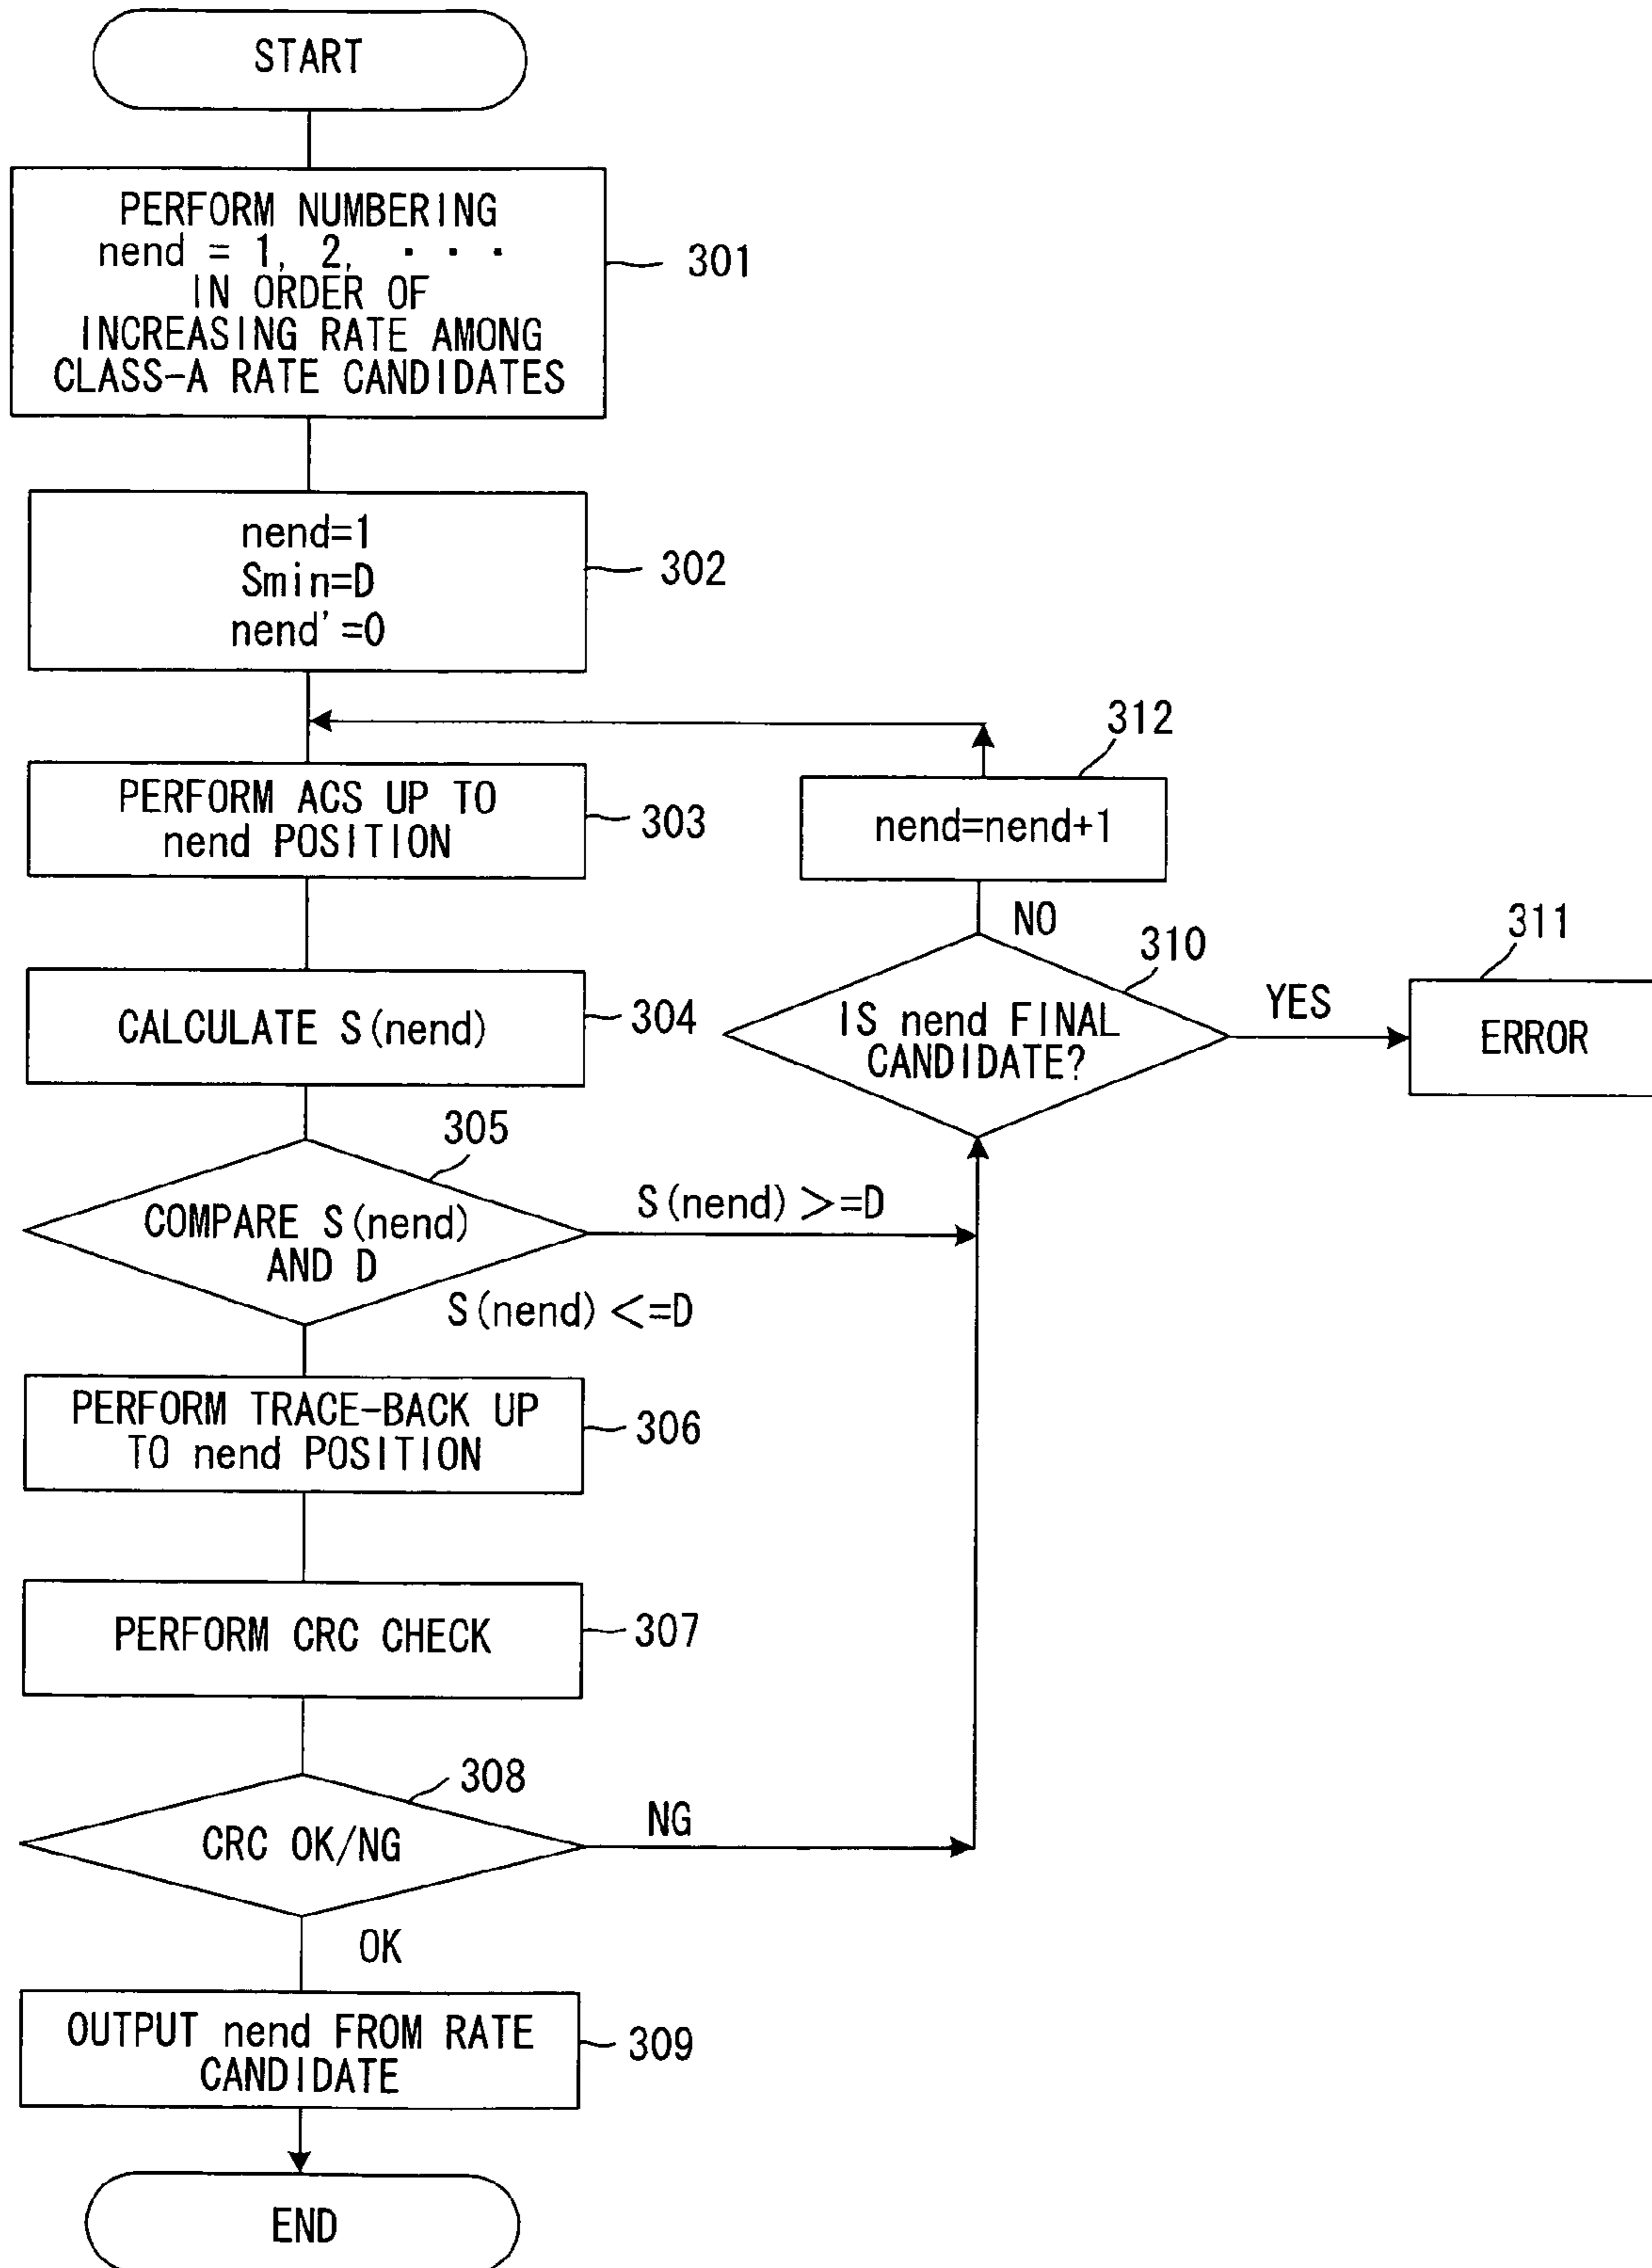 START
PERFORM NUMBERING
nend = 1, 2, · · ·
IN ORDER OF
INCREASING RATE AMONG
CLASS-A RATE CANDIDATES
301
nend=1
Smin=D
nend'=0
302
312
PERFORM ACS UP TO
nend POSITION
303
nend=nend+1
NO
310
311
CALCULATE S(nend)
304
IS nend FINAL
CANDIDATE?
YES
ERROR
305
COMPARE S(nend)
AND D
S(nend) >=D
S(nend) <=D
PERFORM TRACE-BACK UP
TO nend POSITION
306
PERFORM CRC CHECK
307
308
CRC OK/NG
NG
OK
OUTPUT nend FROM RATE
CANDIDATE
309
END